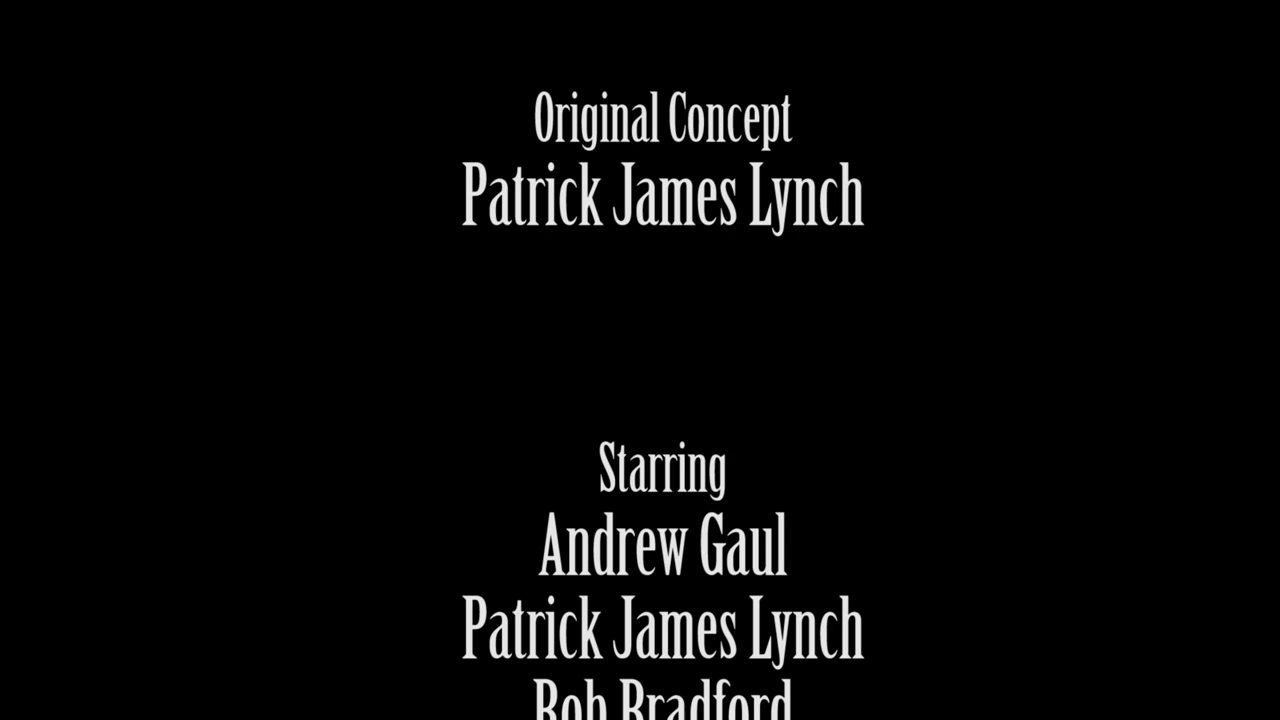 Original Concept
Patrick James Lynch
Starring
Andrew Gaul
Patrick James Lynch
Rob Bradford